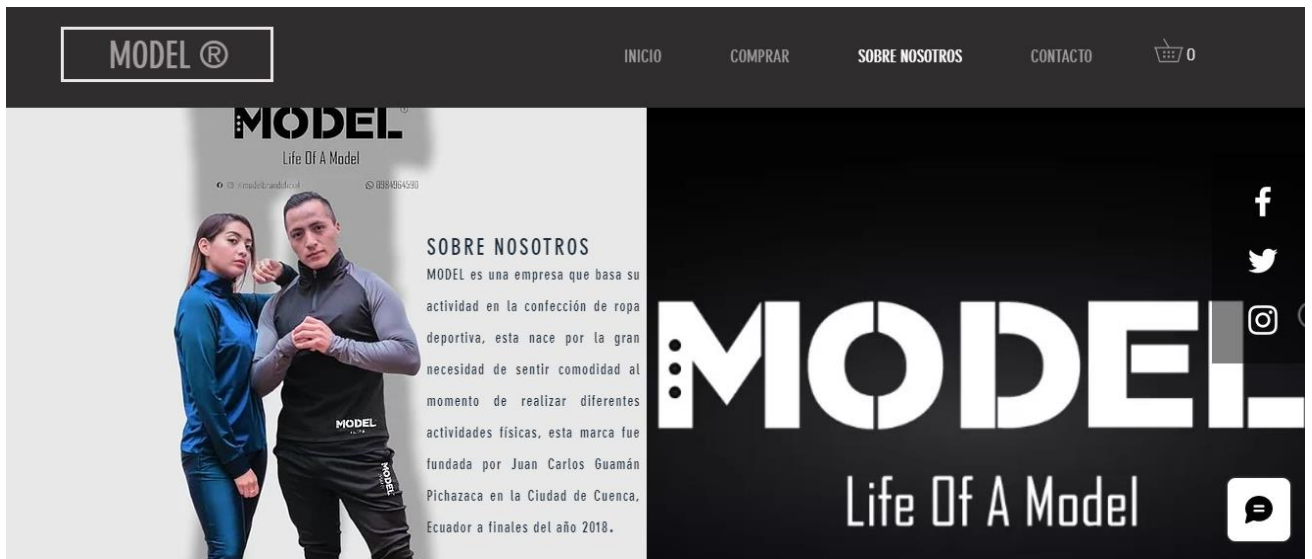 MODEL ®
INICIO
COMPRAR
SOBRE NOSOTROS
CONTACTO
0
MODEL
Life Of A Model
0984964590
SOBRE NOSOTROS
MODEL es una empresa que basa su
actividad en la confección de ropa
deportiva, esta nace por la gran
necesidad de sentir comodidad al
momento de realizar diferentes
actividades físicas, esta marca fue
fundada por Juan Carlos Guamán
Pichazaca en la Ciudad de Cuenca,
Ecuador a finales del año 2018.
MODEL
MODEL
MODEL
Life Of A Model